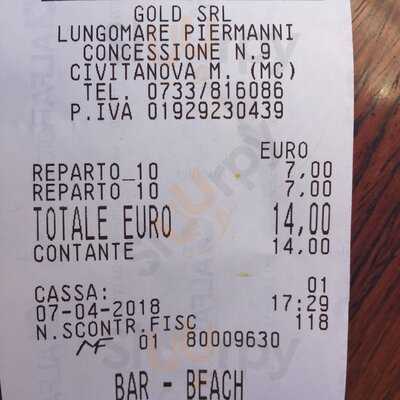 GOLD SRL
LUNGOMARE PIERMANNI
CONCESSIONE N.9
CIVITANOVA M. (MC)
TEL. 0733/816086
P.IVA 01929230439
EURO
REPARTO_10 7,00
REPARTO 10 7,00
TOTALE EURO 14,00
CONTANTE 14,00
CASSA: 01
07-04-2018 17:29
N.SCONTR.FISC 118
MF 01 80009630
BAR - BEACH